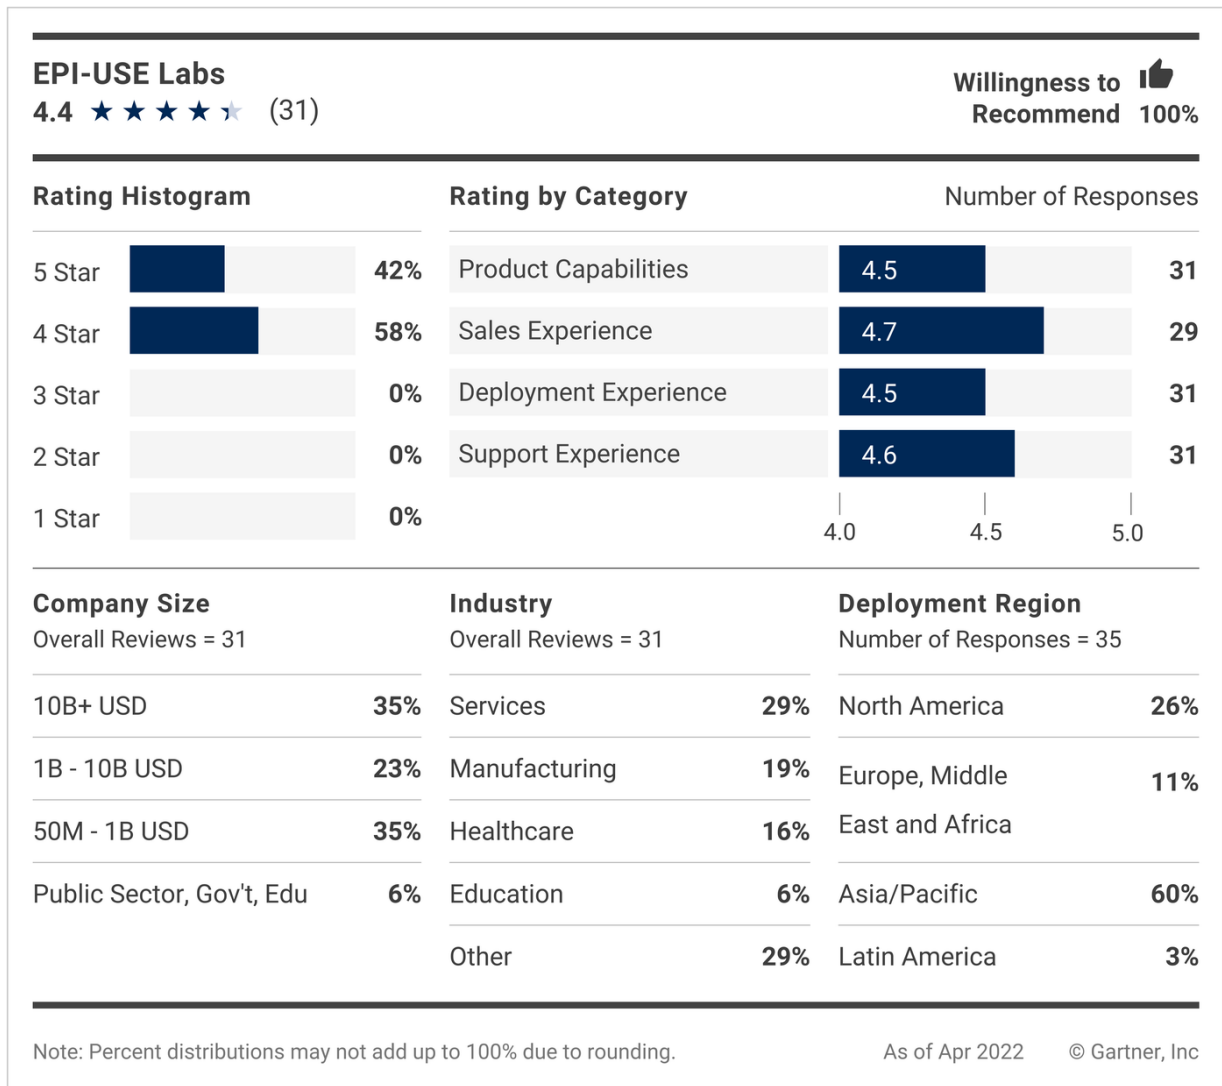 EPI-USE Labs
4.4 ★ ★ ★ ★ ★ (31)
Willingness to
Recommend 100%
Rating Histogram
5 Star 42%
4 Star 58%
3 Star 0%
2 Star 0%
1 Star 0%
Rating by Category Number of Responses
Product Capabilities 4.5 31
Sales Experience 4.7 29
Deployment Experience 4.5 31
Support Experience 4.6 31
4.0 4.5 5.0
Company Size
Overall Reviews = 31
10B+ USD 35%
1B - 10B USD 23%
50M - 1B USD 35%
Public Sector, Gov't, Edu 6%
Industry
Overall Reviews = 31
Services 29%
Manufacturing 19%
Healthcare 16%
Education 6%
Other 29%
Deployment Region
Number of Responses = 35
North America 26%
Europe, Middle 11%
East and Africa
Asia/Pacific 60%
Latin America 3%
Note: Percent distributions may not add up to 100% due to rounding. As of Apr 2022 © Gartner, Inc